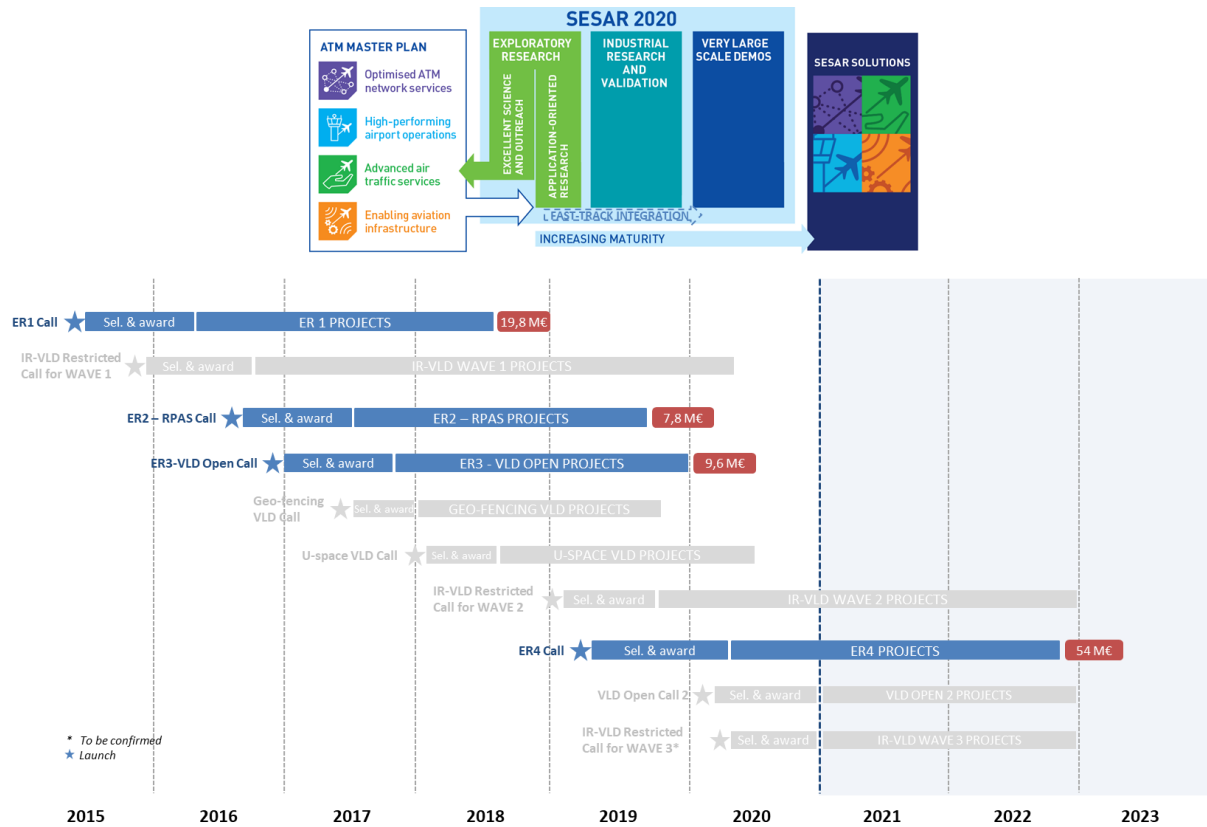 SESAR 2020
ATM MASTER PLAN
Optimised ATM
network services
High-performing
airport operations
Advanced air
traffic services
Enabling aviation
infrastructure
EXPLORATORY
RESEARCH
EXCELLENT SCIENCE
AND OUTREACH
APPLICATION-ORIENTED
RESEARCH
INDUSTRIAL
RESEARCH
AND
VALIDATION
VERY LARGE
SCALE DEMOS
FAST-TRACK INTEGRATION
INCREASING MATURITY
SESAR SOLUTIONS
ER1 Call Sel. & award ER 1 PROJECTS 19,8 M€
IR-VLD Restricted
Call for WAVE 1
Sel. & award IR-VLD WAVE 1 PROJECTS
ER2 – RPAS Call Sel. & award ER2 – RPAS PROJECTS 7,8 M€
ER3-VLD Open Call Sel. & award ER3 - VLD OPEN PROJECTS 9,6 M€
Geo-fencing
VLD Call
Sel. & award GEO-FENCING VLD PROJECTS
U-space VLD Call Sel. & award U-SPACE VLD PROJECTS
IR-VLD Restricted
Call for WAVE 2
Sel. & award IR-VLD WAVE 2 PROJECTS
ER4 Call Sel. & award ER4 PROJECTS 54 M€
VLD Open Call 2 Sel. & award VLD OPEN 2 PROJECTS
IR-VLD Restricted
Call for WAVE 3*
Sel. & award IR-VLD WAVE 3 PROJECTS
* To be confirmed
Launch
2015 2016 2017 2018 2019 2020 2021 2022 2023